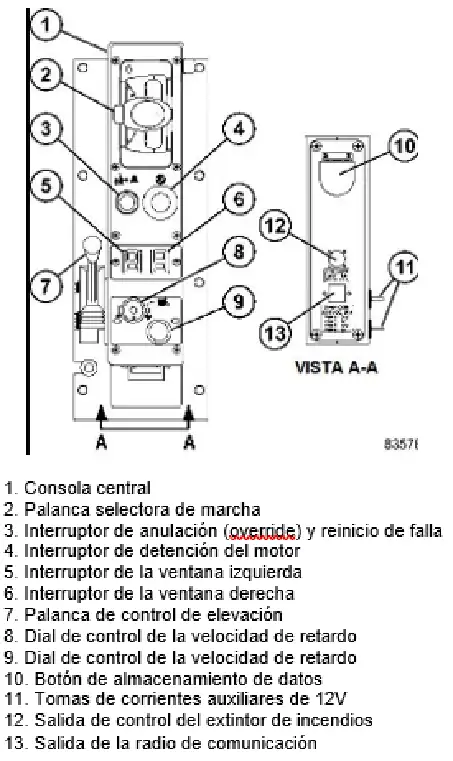 1
2
3
4
5
6
7
8
9
10
11
12
13
A
A
VISTA A-A
8357
1. Consola central
2. Palanca selectora de marcha
3. Interruptor de anulación (override) y reinicio de falla
4. Interruptor de detención del motor
5. Interruptor de la ventana izquierda
6. Interruptor de la ventana derecha
7. Palanca de control de elevación
8. Dial de control de la velocidad de retardo
9. Dial de control de la velocidad de retardo
10. Botón de almacenamiento de datos
11. Tomas de corrientes auxiliares de 12V
12. Salida de control del extintor de incendios
13. Salida de la radio de comunicación